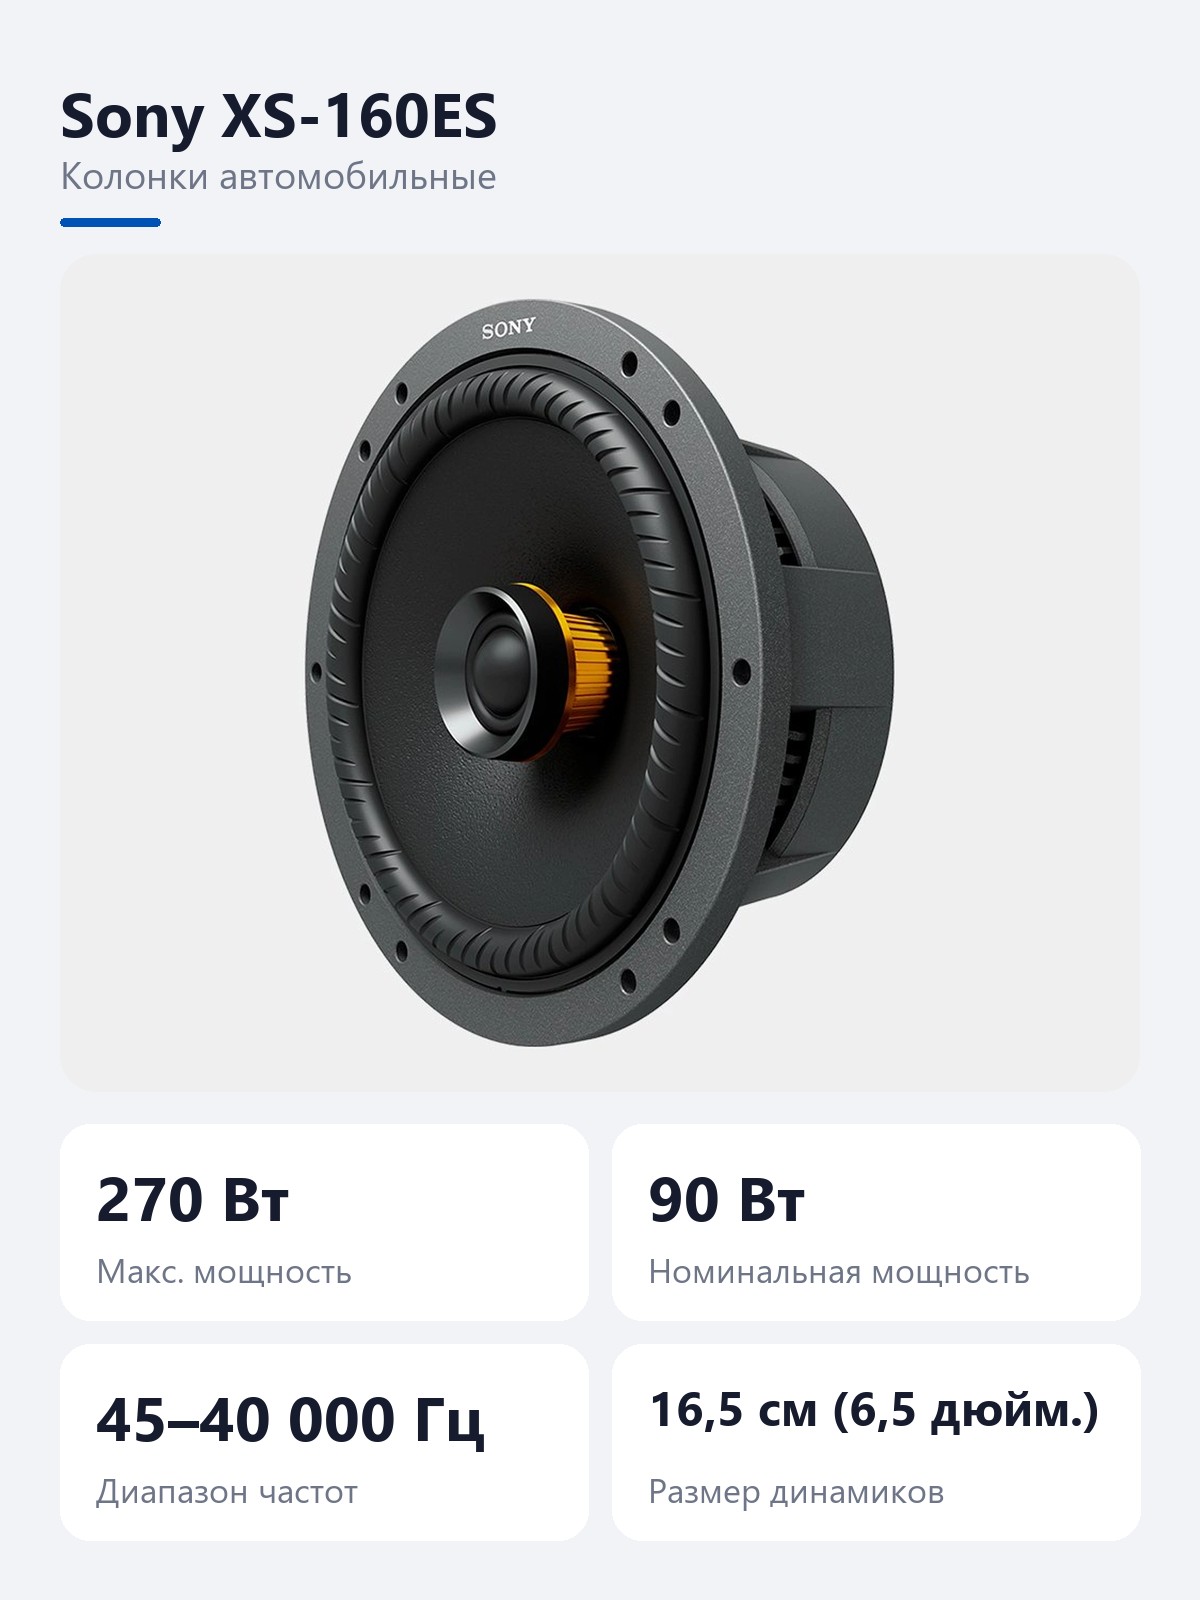 Sony XS-160ES
Колонки автомобильные
SONY
270 Вт
Макс. мощность
90 Вт
Номинальная мощность
45–40 000 Гц
Диапазон частот
16,5 см (6,5 дюйм.)
Размер динамиков